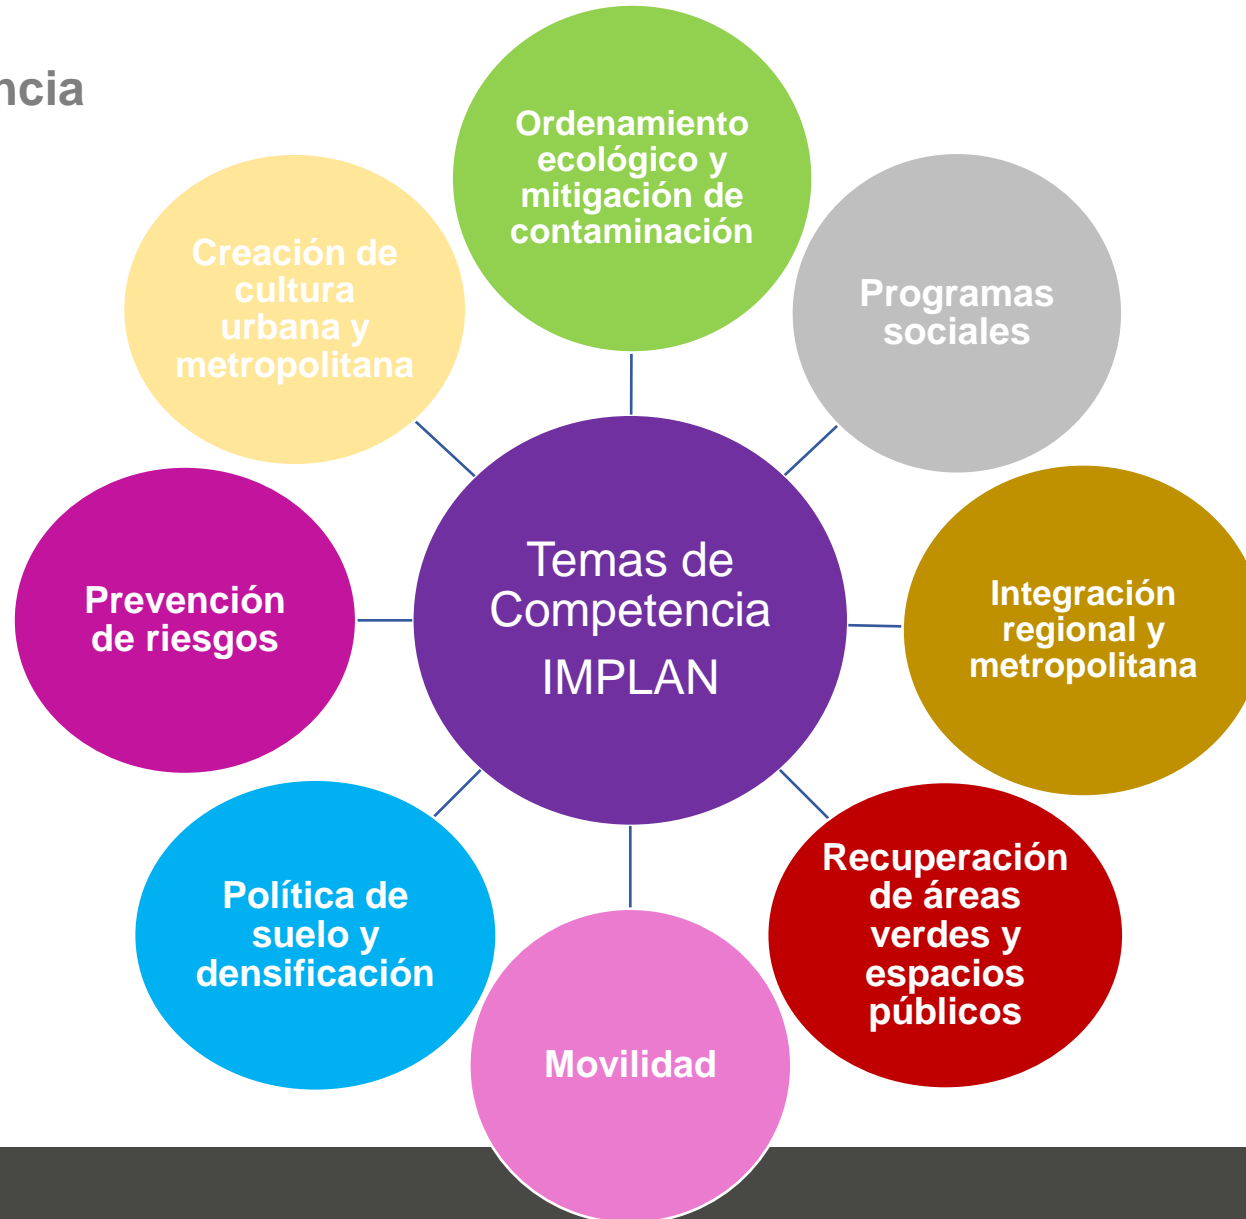 ncia
Ordenamiento
ecológico y
mitigación de
contaminación
Programas
sociales
Integración
regional y
metropolitana
Recuperación
de áreas
verdes y
espacios
públicos
Movilidad
Política de
suelo y
densificación
Prevención
de riesgos
Creación de
cultura
urbana y
metropolitana
Temas de
Competencia
IMPLAN